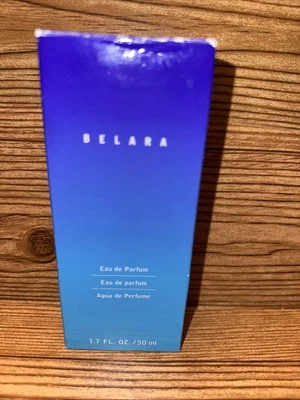 BELARA
Eau de Parfum
Eau de parfum
Agua de Perfume
1.7 FL. OZ. / 50 ml